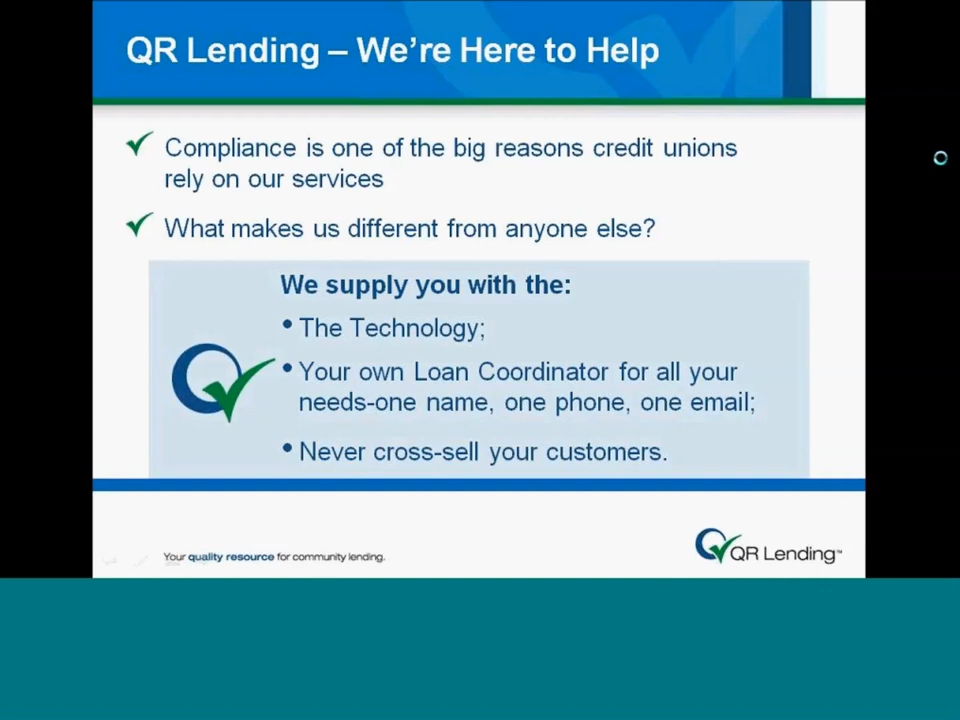 QR Lending – We're Here to Help
Compliance is one of the big reasons credit unions
rely on our services
What makes us different from anyone else?
We supply you with the:
• The Technology;
• Your own Loan Coordinator for all your
needs-one name, one phone, one email;
• Never cross-sell your customers.
Your quality resource for community lending.
QR Lending™